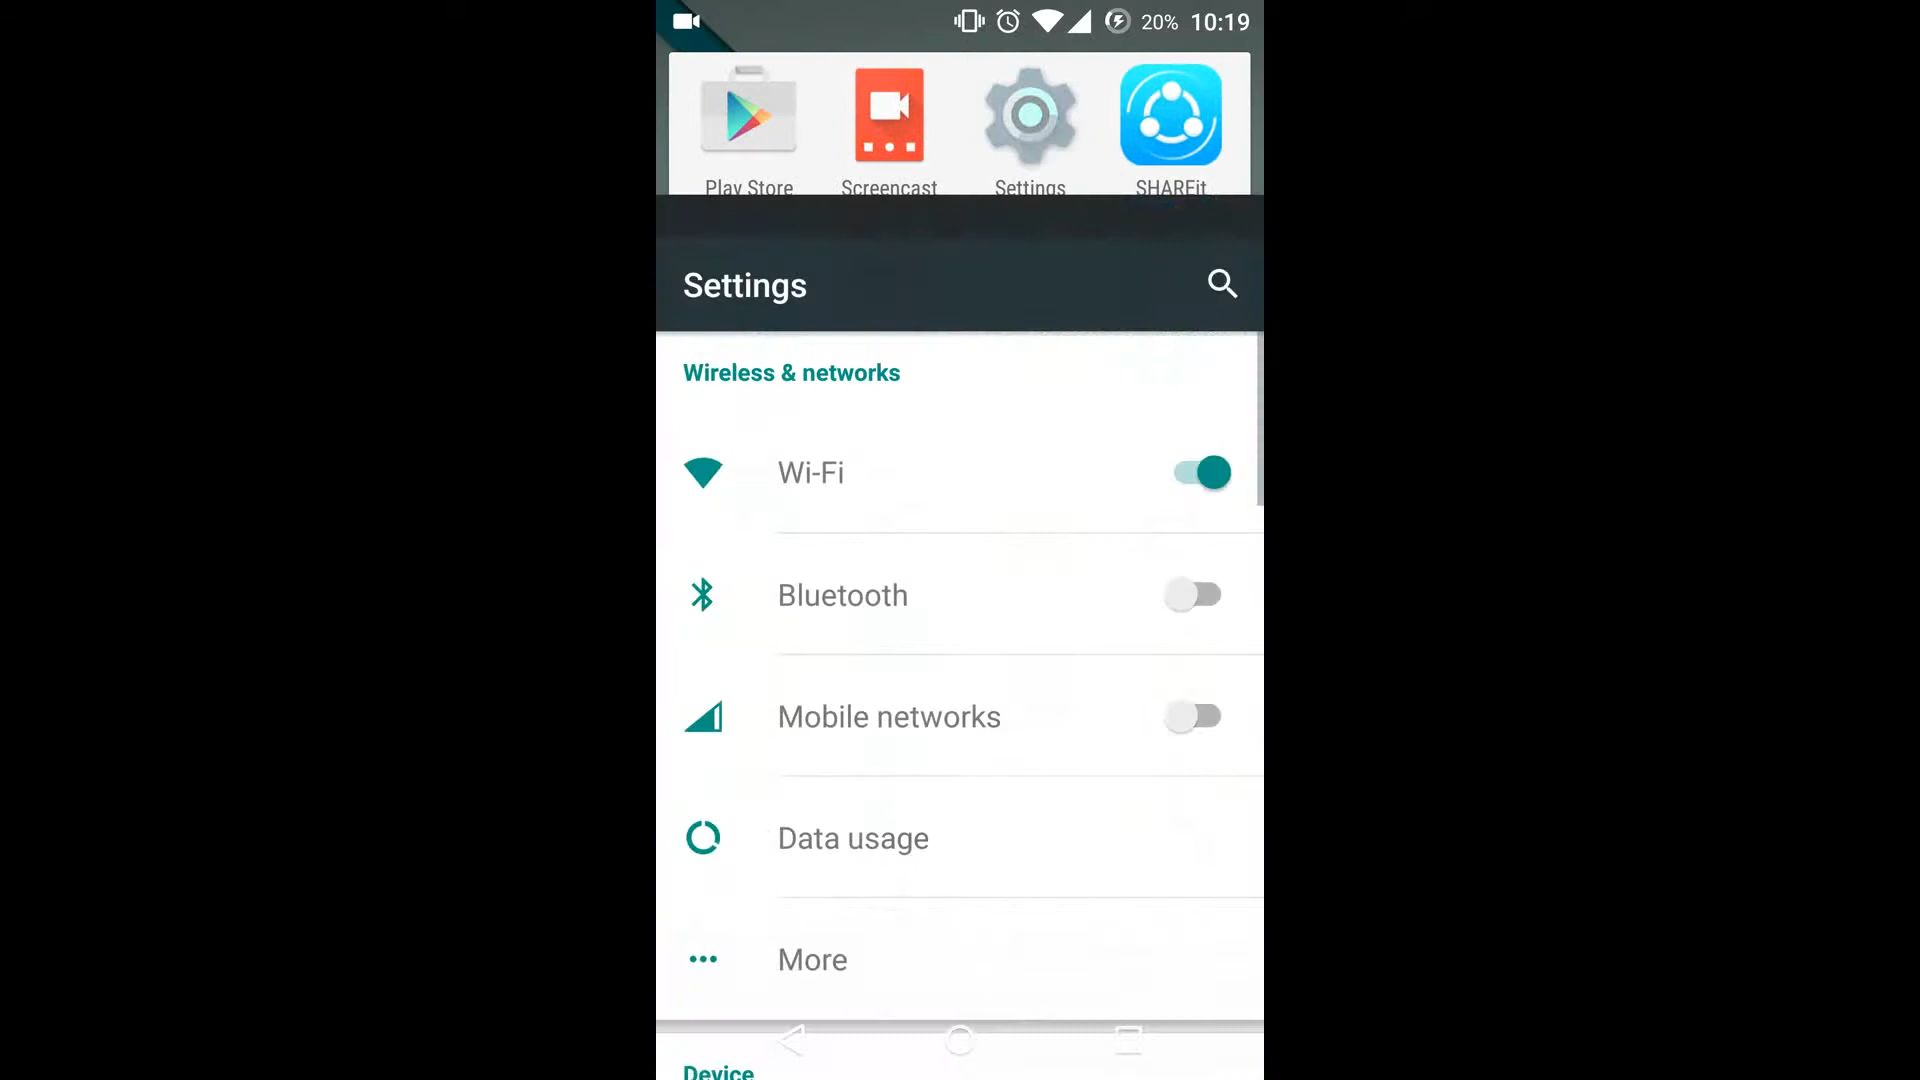 20% 10:19
Play Store Screencast Settings SHAREit
Settings
Wireless & networks
Wi-Fi
Bluetooth
Mobile networks
Data usage
More
Device